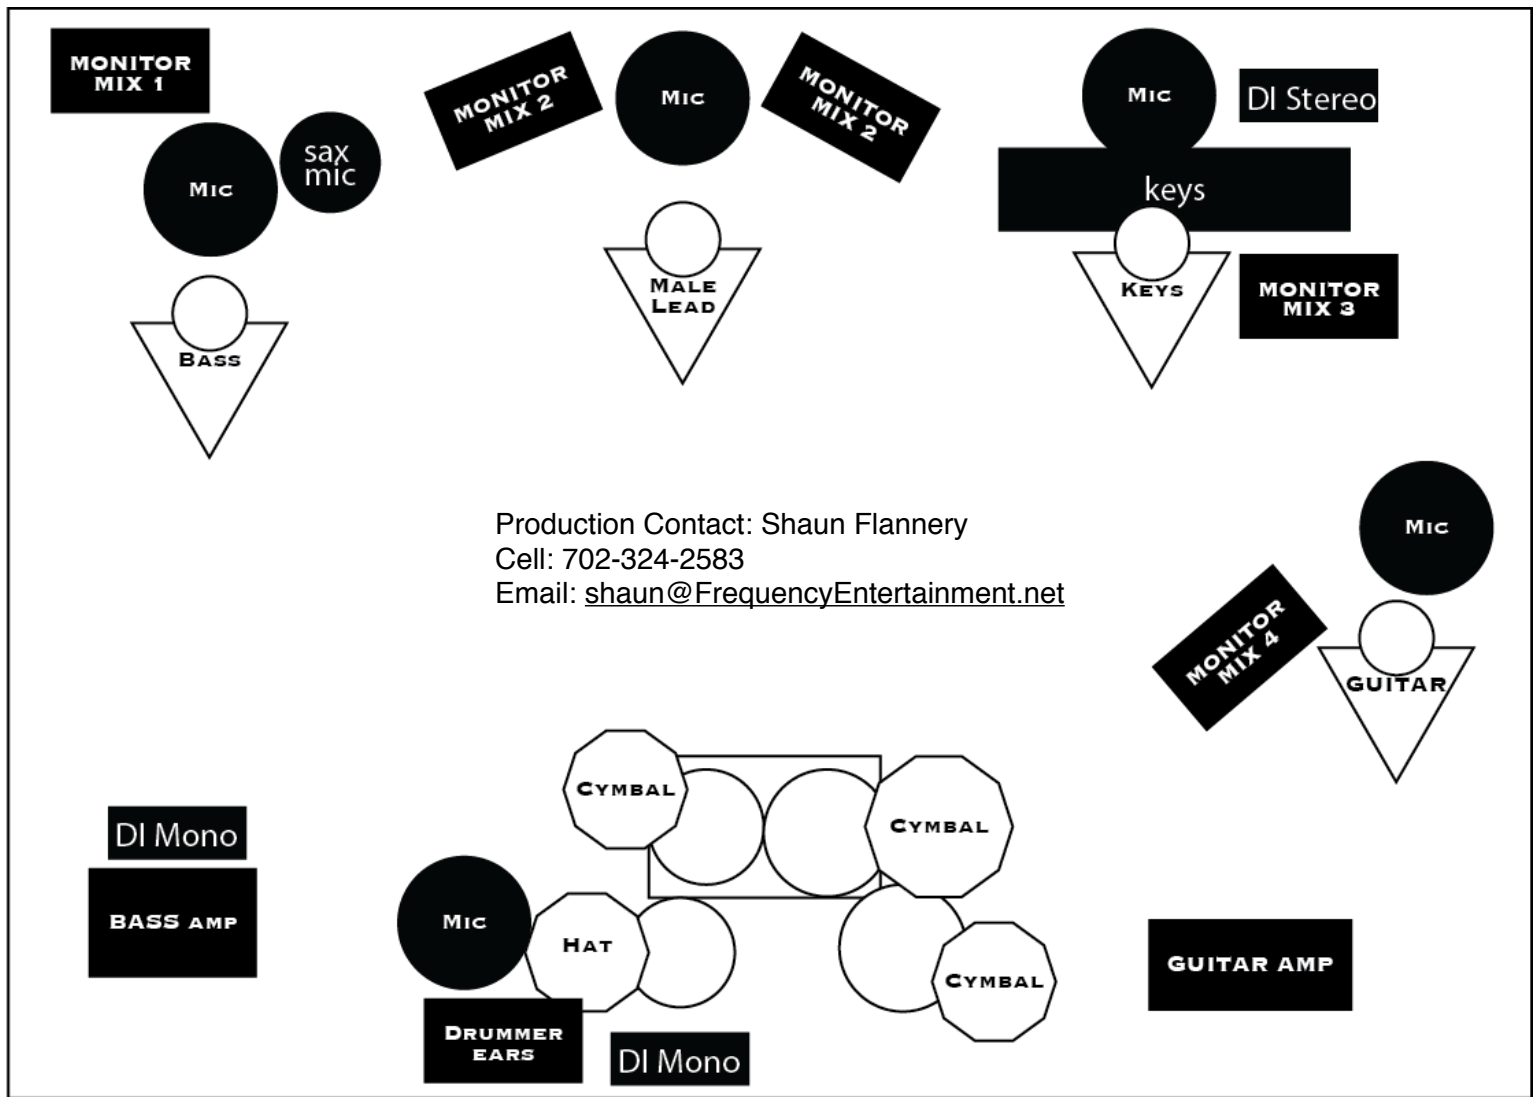 MONITOR
MIX 1
MONITOR
MIX 2
MIC
MONITOR
MIX 2
MIC
DI Stereo
MIC
sax
mic
keys
MALE
LEAD
KEYS
MONITOR
MIX 3
BASS
Production Contact: Shaun Flannery
Cell: 702-324-2583
Email: shaun@FrequencyEntertainment.net
MIC
MONITOR
MIX 4
GUITAR
CYMBAL
CYMBAL
DI Mono
BASS AMP
MIC
HAT
CYMBAL
GUITAR AMP
DRUMMER
EARS
DI Mono